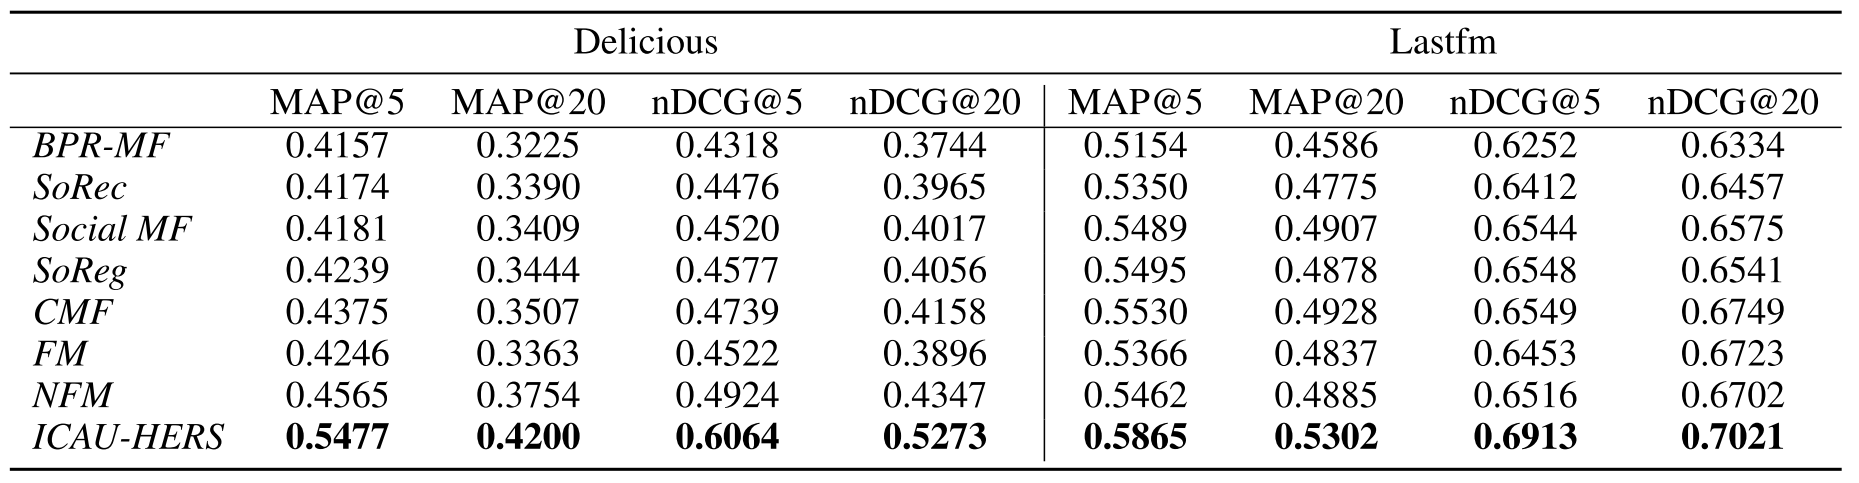 Delicious Lastfm
MAP@5 MAP@20 nDCG@5 nDCG@20 MAP@5 MAP@20 nDCG@5 nDCG@20
BPR-MF 0.4157 0.3225 0.4318 0.3744 0.5154 0.4586 0.6252 0.6334
SoRec 0.4174 0.3390 0.4476 0.3965 0.5350 0.4775 0.6412 0.6457
Social MF 0.4181 0.3409 0.4520 0.4017 0.5489 0.4907 0.6544 0.6575
SoReg 0.4239 0.3444 0.4577 0.4056 0.5495 0.4878 0.6548 0.6541
CMF 0.4375 0.3507 0.4739 0.4158 0.5530 0.4928 0.6549 0.6749
FM 0.4246 0.3363 0.4522 0.3896 0.5366 0.4837 0.6453 0.6723
NFM 0.4565 0.3754 0.4924 0.4347 0.5462 0.4885 0.6516 0.6702
ICAU-HERS 0.5477 0.4200 0.6064 0.5273 0.5865 0.5302 0.6913 0.7021